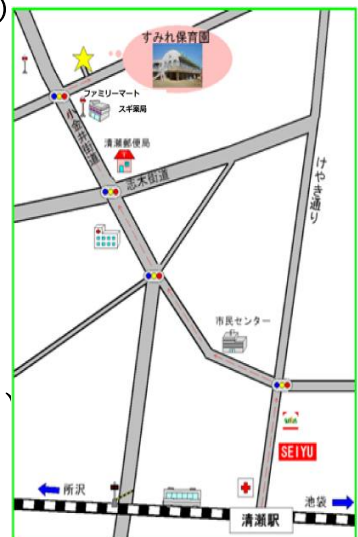 すみれ保育園
ファミリーマート
スギ薬局
小金井街道
清瀬郵便局
志木街道
けやき通り
市民センター
SEIYU
所沢
池袋
清瀬駅